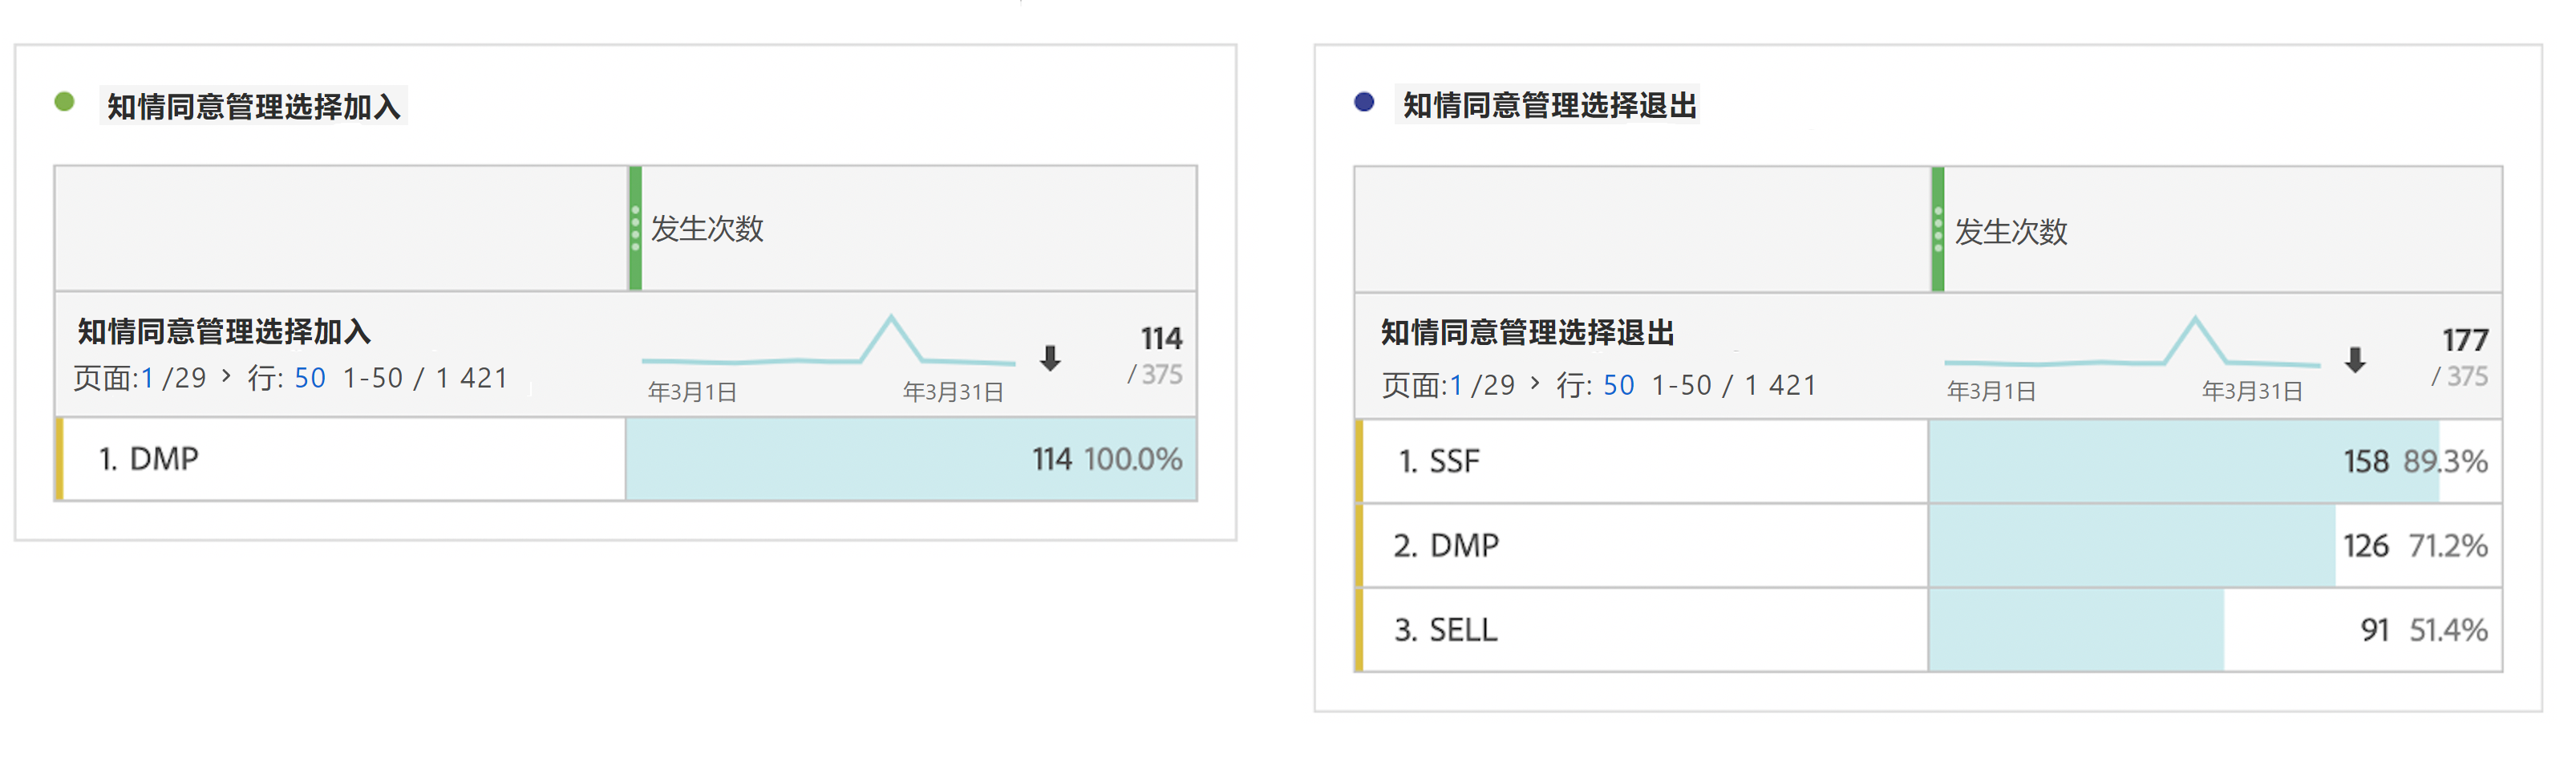 知情同意管理选择加入
发生次数
知情同意管理选择加入
页面:1 /29 > 行: 50 1-50 / 1 421
年3月1日 年3月31日
114
/ 375
1. DMP 114 100.0%
知情同意管理选择退出
发生次数
知情同意管理选择退出
页面:1 /29 > 行: 50 1-50 / 1 421
年3月1日 年3月31日
177
/ 375
1. SSF 158 89.3%
2. DMP 126 71.2%
3. SELL 91 51.4%